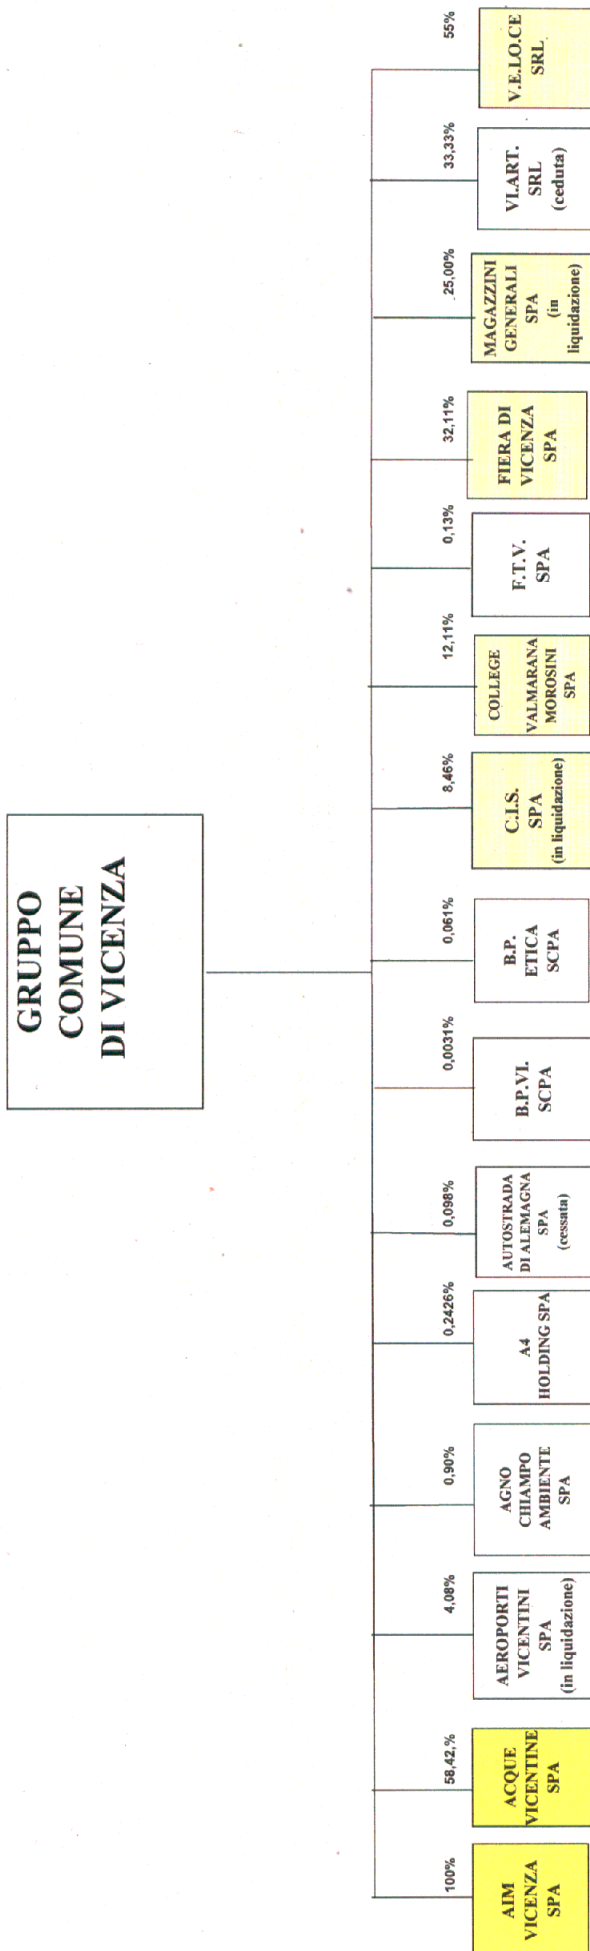 GRUPPO
COMUNE
DI VICENZA
100%
AIM
VICENZA
SPA
58,42,%
ACQUE
VICENTINE
SPA
4,08%
AEROPORTI
VICENTINI
SPA
(in liquidazione)
0,90%
AGNO
CHIAMPO
AMBIENTE
SPA
0,2426%
A4
HOLDING SPA
0,098%
AUTOSTRADA
DI ALEMAGNA
SPA
(cessata)
0,0031%
B.P.VI.
SCPA
0,061%
B.P.
ETICA
SCPA
8,46%
C.I.S.
SPA
(in liquidazione)
12,11%
COLLEGE
VALMARANA
MOROSINI
SPA
0,13%
F.T.V.
SPA
32,11%
FIERA DI
VICENZA
SPA
25,00%
MAGAZZINI
GENERALI
SPA
(in
liquidazione)
33,33%
VI.ART.
SRL
(ceduta)
55%
V.E.LO.CE
SRL